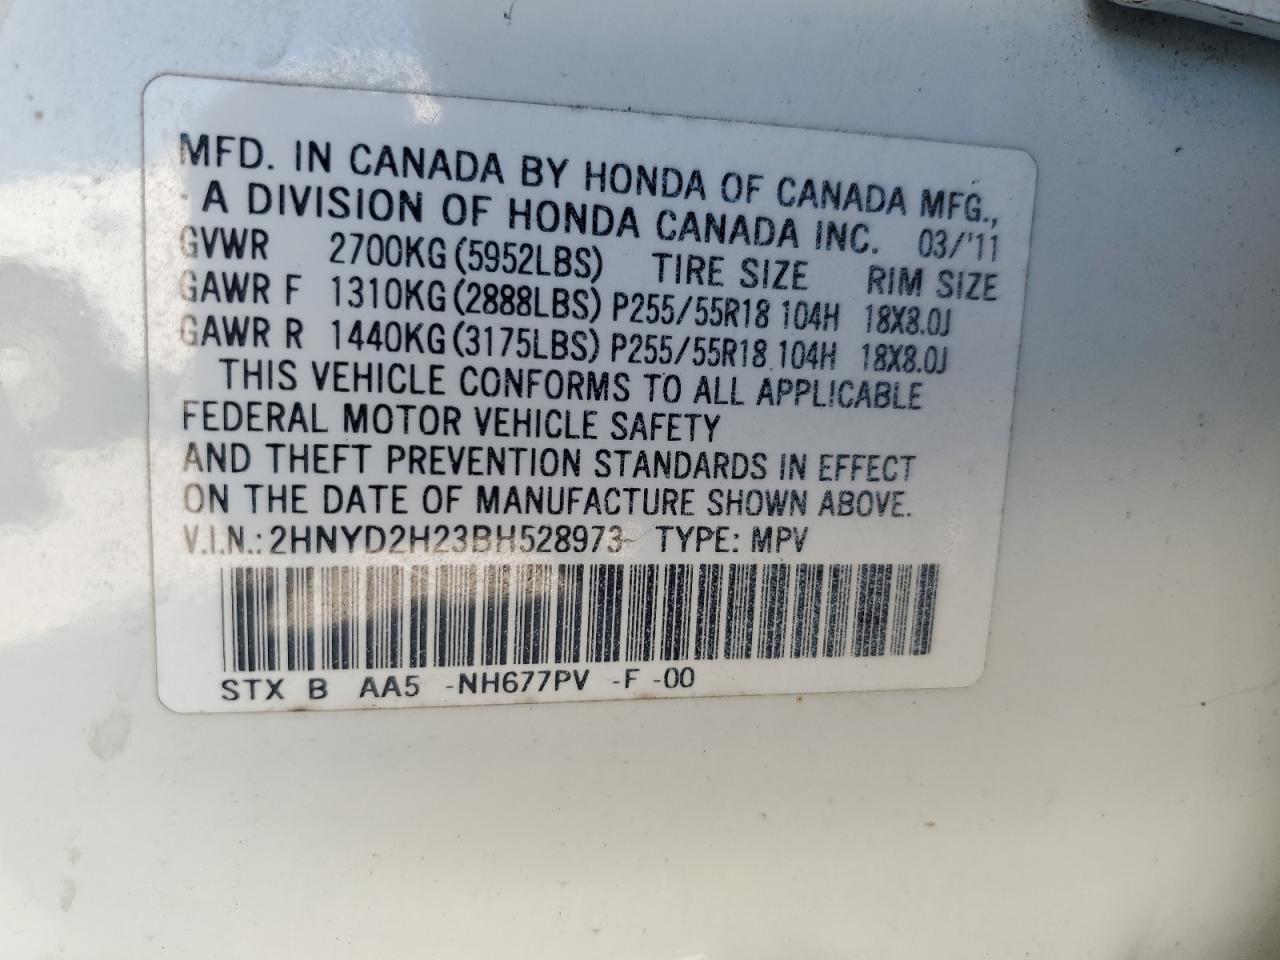 MFD. IN CANADA BY HONDA OF CANADA MFG.,
A DIVISION OF HONDA CANADA INC. 03/'11
GVWR 2700KG(5952LBS) TIRE SIZE RIM SIZE
GAWR F 1310KG(2888LBS) P255/55R18 104H 18X8.0J
GAWR R 1440KG(3175LBS) P255/55R18 104H 18X8.0J
THIS VEHICLE CONFORMS TO ALL APPLICABLE
FEDERAL MOTOR VEHICLE SAFETY
AND THEFT PREVENTION STANDARDS IN EFFECT
ON THE DATE OF MANUFACTURE SHOWN ABOVE.
V.I.N.: 2HNYD2H23BH528973 TYPE: MPV
STX B AA5 -NH677PV -F -00